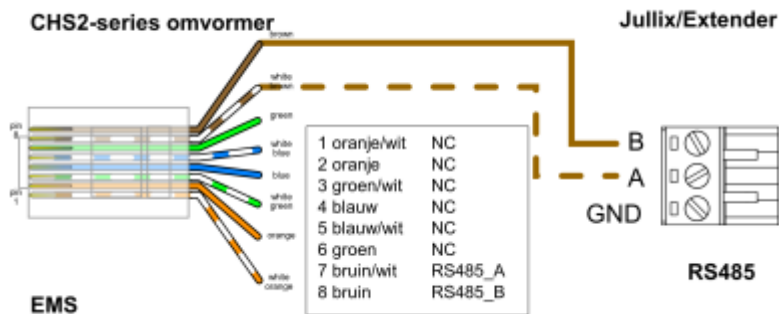 CHS2-series omvormer
Jullix/Extender
brown
white
brown
green
white
blue
blue
white
green
orange
white
orange
pin
8
pin
1
1 oranje/wit NC
2 oranje NC
3 groen/wit NC
4 blauw NC
5 blauw/wit NC
6 groen NC
7 bruin/wit RS485_A
8 bruin RS485_B
B
A
GND
RS485
EMS